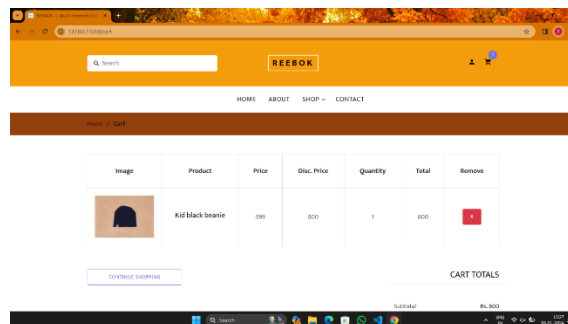 Search
REEBOK
HOME ABOUT SHOP CONTACT
Home / Cart
Image Product Price Disc. Price Quantity Total Remove
Kid black beanie 899 800 1 800 X
CONTINUE SHOPPING
CART TOTALS
Subtotal Rs. 800
Search